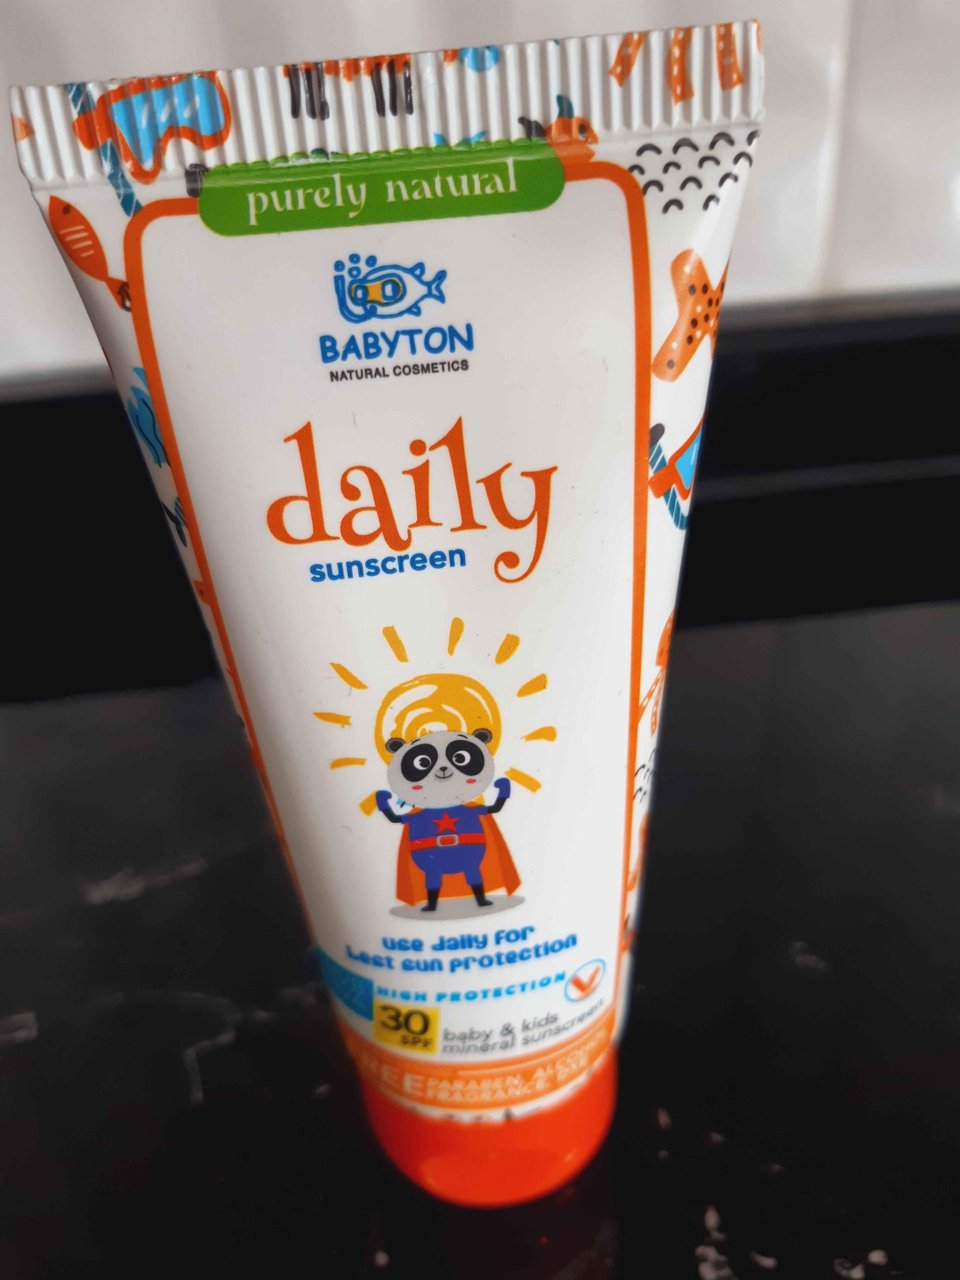 purely natural
BABYTON
NATURAL COSMETICS
daily
sunscreen
use daily for
best sun protection
HIGH PROTECTION
30
SPF
baby & kids
mineral sunscreen
FREE
PARABEN, ALCOHOL
FRAGRANCE,